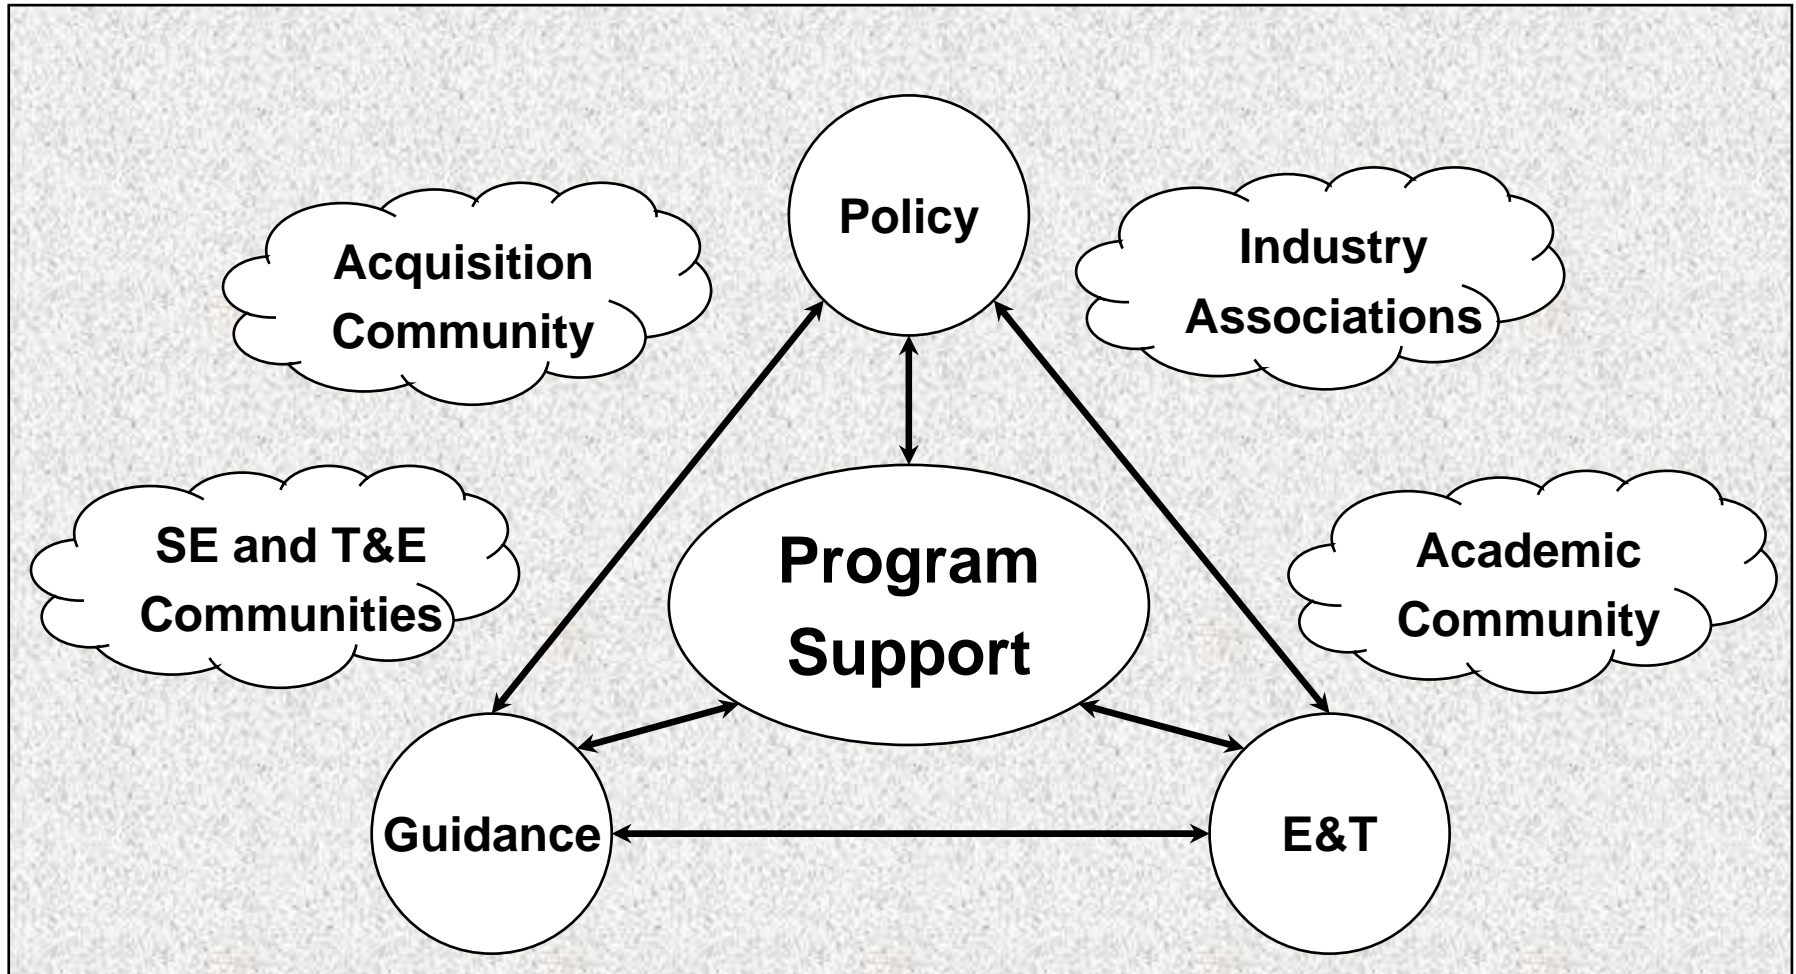 Policy
Acquisition
Community
Industry
Associations
SE and T&E
Communities
Program
Support
Academic
Community
Guidance
E&T